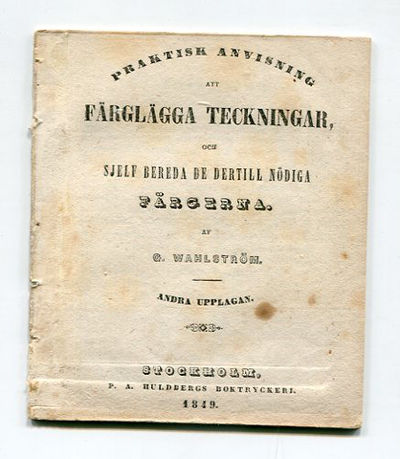 PRAKTISK ANVISNING
ATT
FÄRGLÄGGA TECKNINGAR,
OCH
SJELF BEREDA DE DERTILL NÖDIGA
FÄRGERNA.
AF
G. WAHLSTRÖM.
ANDRA UPPLAGAN.
STOCKHOLM,
P. A. HULDBERGS BOKTRYCKERI.
1849.